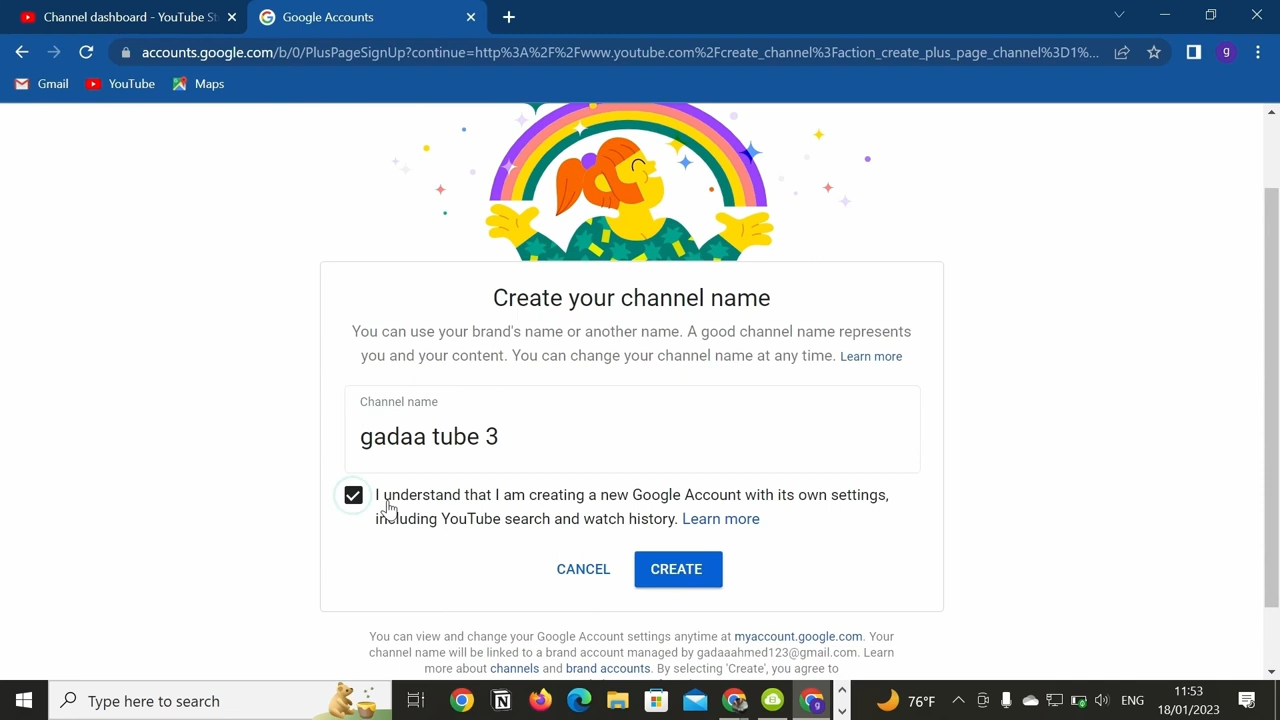 Channel dashboard - YouTube St
Google Accounts
accounts.google.com/b/0/PlusPageSignUp?continue=http%3A%2F%2Fwww.youtube.com%2Fcreate_channel%3Faction_create_plus_page_channel%3D1%...
g
Gmail
YouTube
Maps
Create your channel name
You can use your brand's name or another name. A good channel name represents
you and your content. You can change your channel name at any time. Learn more
Channel name
gadaa tube 3
I understand that I am creating a new Google Account with its own settings,
including YouTube search and watch history. Learn more
CANCEL
CREATE
You can view and change your Google Account settings anytime at myaccount.google.com. Your
channel name will be linked to a brand account managed by gadaaahmed123@gmail.com. Learn
more about channels and brand accounts. By selecting 'Create', you agree to
Type here to search
76°F
ENG
11:53
18/01/2023